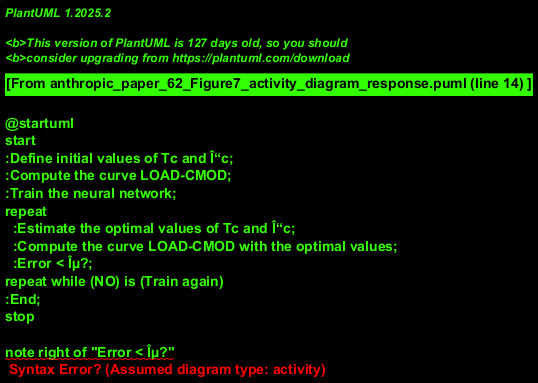 PlantUML 1.2025.2
<b>This version of PlantUML is 127 days old, so you should
<b>consider upgrading from https://plantuml.com/download
[From anthropic_paper_62_Figure7_activity_diagram_response.puml (line 14) ]
@startuml
start
:Define initial values of Tc and Î“c;
:Compute the curve LOAD-CMOD;
:Train the neural network;
repeat
:Estimate the optimal values of Tc and Î“c;
:Compute the curve LOAD-CMOD with the optimal values;
:Error < Îµ?;
repeat while (NO) is (Train again)
:End;
stop
note right of "Error < Îµ?"
Syntax Error? (Assumed diagram type: activity)